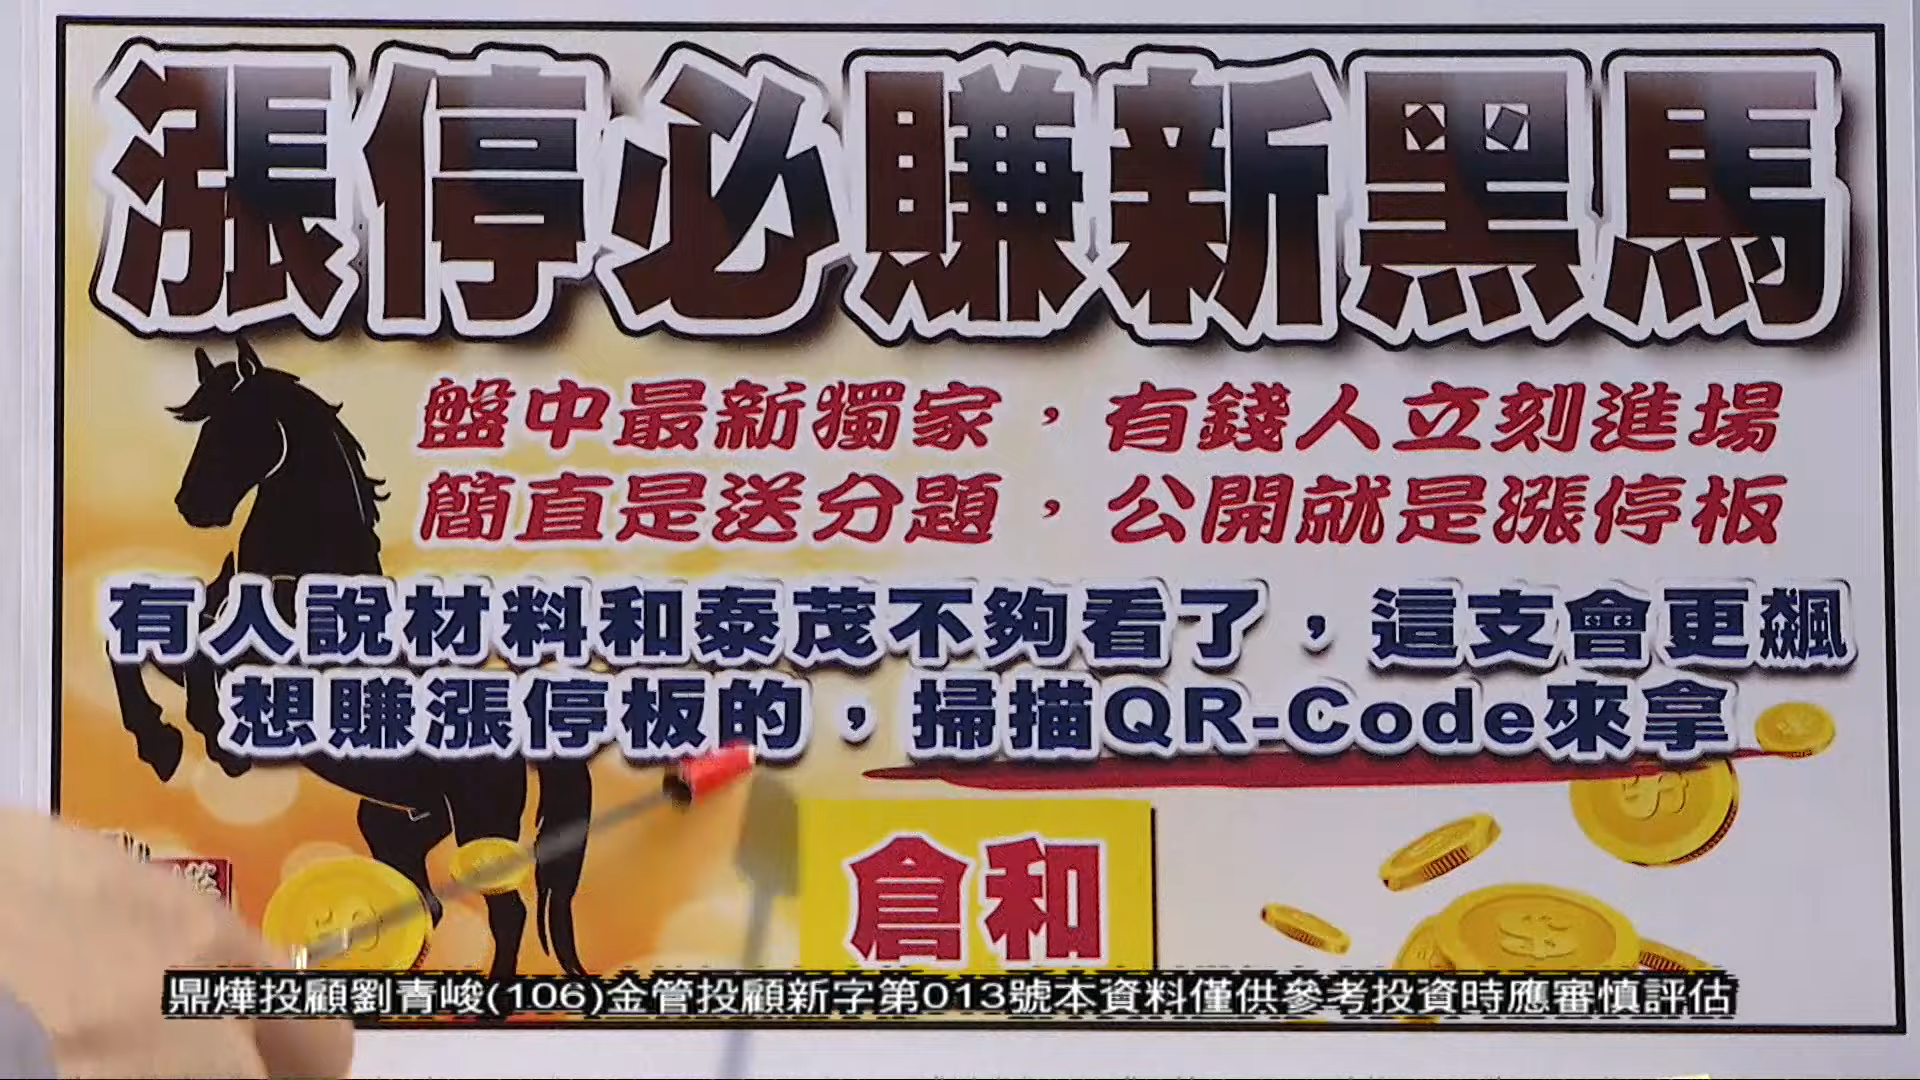 漲停必賺新黑馬
盤中最新獨家，有錢人立刻進場
簡直是送分題，公開就是漲停板
有人說材料和泰茂不夠看了，這支會更飆
想賺漲停板的，掃描QR-Code來拿
倉和
鼎燁投顧劉青峻(106)金管投顧新字第013號本資料僅供參考投資時應審慎評估